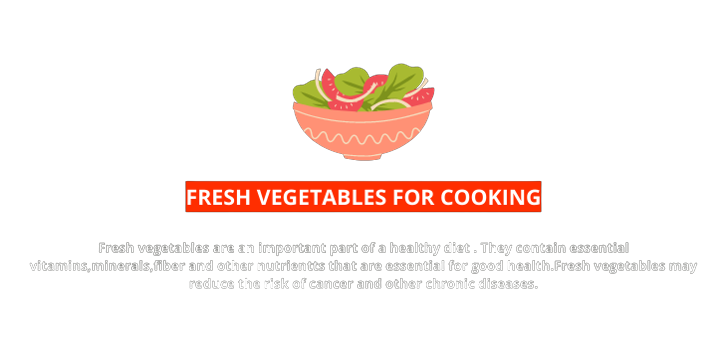 FRESH VEGETABLES FOR COOKING
Fresh vegetables are an important part of a healthy diet . They contain essential
vitamins,minerals,fiber and other nutrientts that are essential for good health.Fresh vegetables may
reduce the risk of cancer and other chronic diseases.